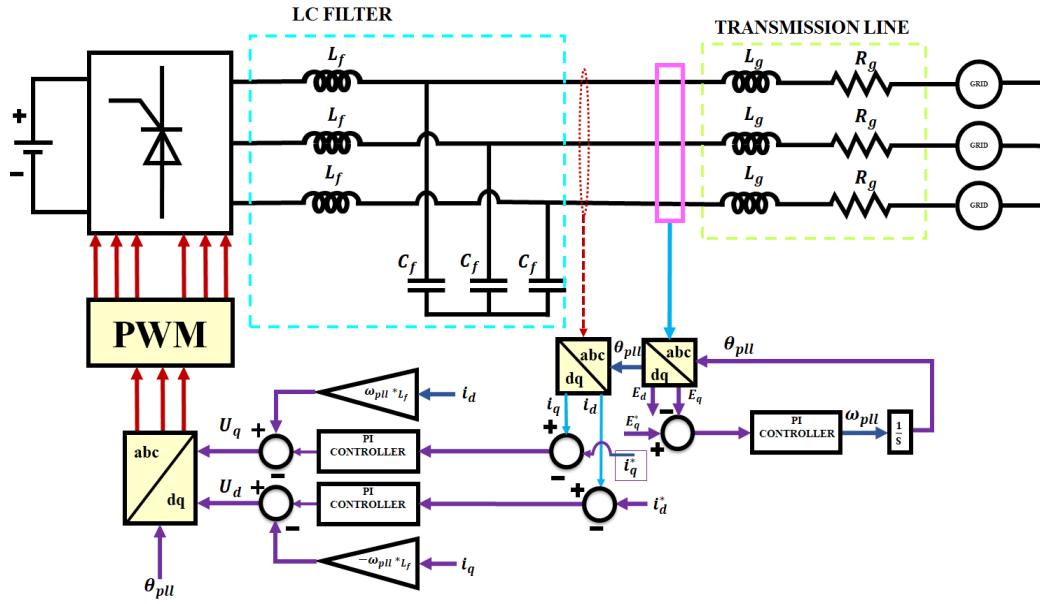 LC FILTER
TRANSMISSION LINE
L_f
L_g
R_g
GRID
+
-
L_f
L_g
R_g
GRID
L_f
L_g
R_g
GRID
C_f
C_f
C_f
PWM
abc
dq
θ_pll
abc
dq
θ_pll
ω_pll *L_f
i_d
i_q
i_d
E_d
E_q
-
E_q^*
+
PI
CONTROLLER
ω_pll
1/s
U_q
+
-
PI
CONTROLLER
+
-
i_q^*
abc
dq
U_d
+
-
PI
CONTROLLER
+
-
i_d^*
-ω_pll *L_f
i_q
θ_pll